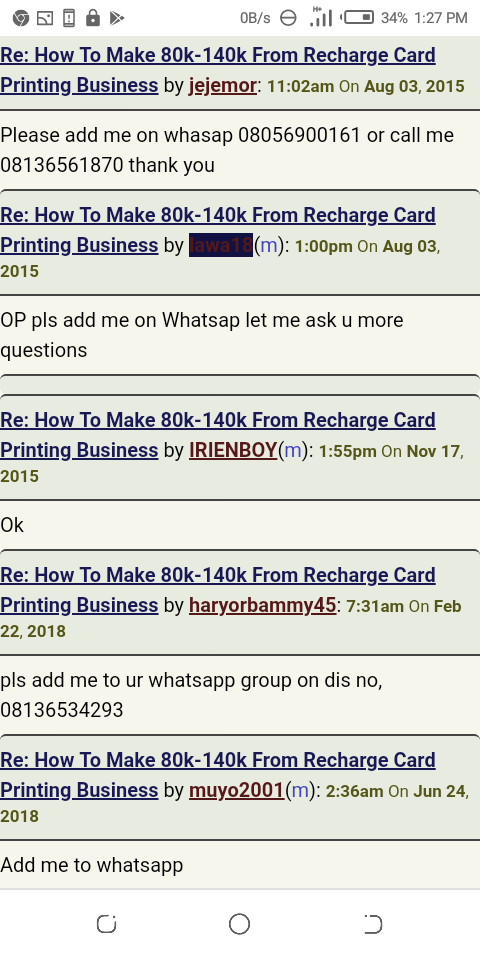 0B/s H+ 34% 1:27 PM
Re: How To Make 80k-140k From Recharge Card
Printing Business by jejemor: 11:02am On Aug 03, 2015
Please add me on whasap 08056900161 or call me
08136561870 thank you
Re: How To Make 80k-140k From Recharge Card
Printing Business by lawa18(m): 1:00pm On Aug 03,
2015
OP pls add me on Whatsap let me ask u more
questions
Re: How To Make 80k-140k From Recharge Card
Printing Business by IRIENBOY(m): 1:55pm On Nov 17,
2015
Ok
Re: How To Make 80k-140k From Recharge Card
Printing Business by haryorbammy45: 7:31am On Feb
22, 2018
pls add me to ur whatsapp group on dis no,
08136534293
Re: How To Make 80k-140k From Recharge Card
Printing Business by muyo2001(m): 2:36am On Jun 24,
2018
Add me to whatsapp